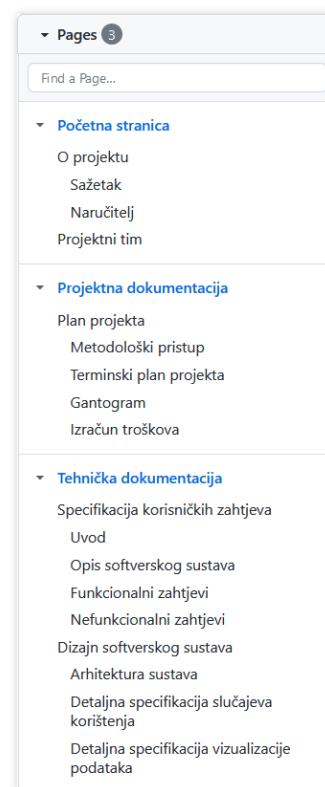 Pages 3
Find a Page...
Početna stranica
O projektu
Sažetak
Naručitelj
Projektni tim
Projektna dokumentacija
Plan projekta
Metodološki pristup
Terminski plan projekta
Gantogram
Izračun troškova
Tehnička dokumentacija
Specifikacija korisničkih zahtjeva
Uvod
Opis softverskog sustava
Funkcionalni zahtjevi
Nefunkcionalni zahtjevi
Dizajn softverskog sustava
Arhitektura sustava
Detaljna specifikacija slučajeva
korištenja
Detaljna specifikacija vizualizacije
podataka